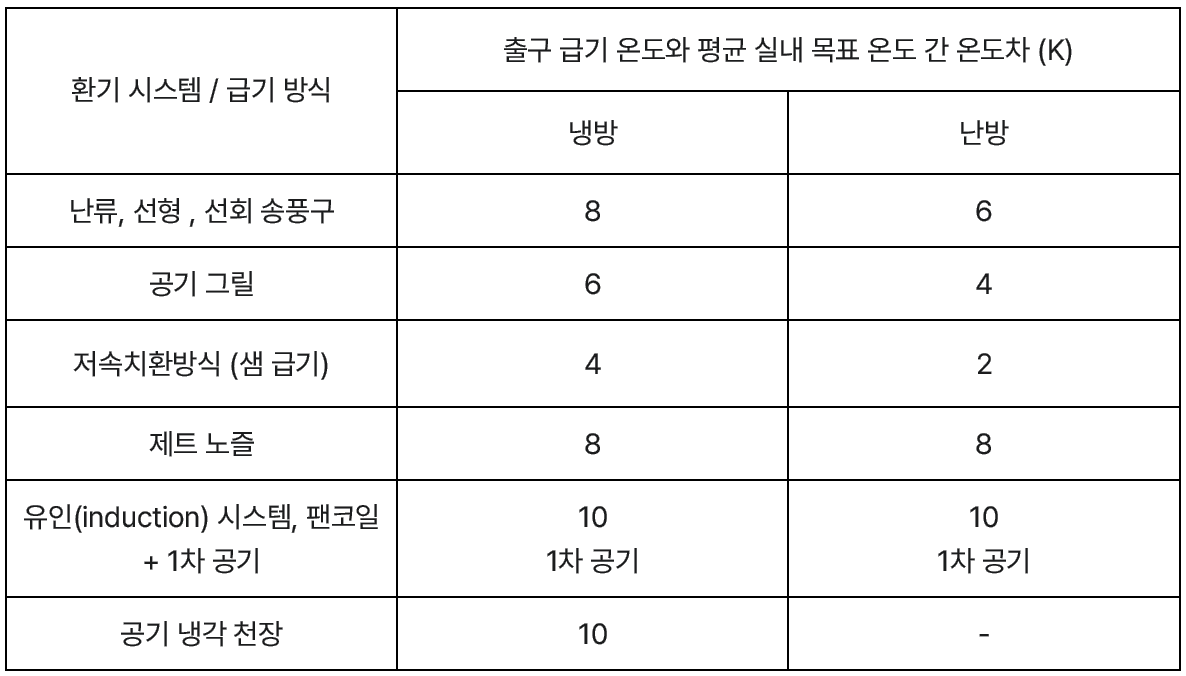 환기 시스템 / 급기 방식
출구 급기 온도와 평균 실내 목표 온도 간 온도차 (K)
냉방
난방
난류, 선형 , 선회 송풍구
8
6
공기 그릴
6
4
저속치환방식 (샘 급기)
4
2
제트 노즐
8
8
유인(induction) 시스템, 팬코일
+ 1차 공기
10
1차 공기
10
1차 공기
공기 냉각 천장
10
-